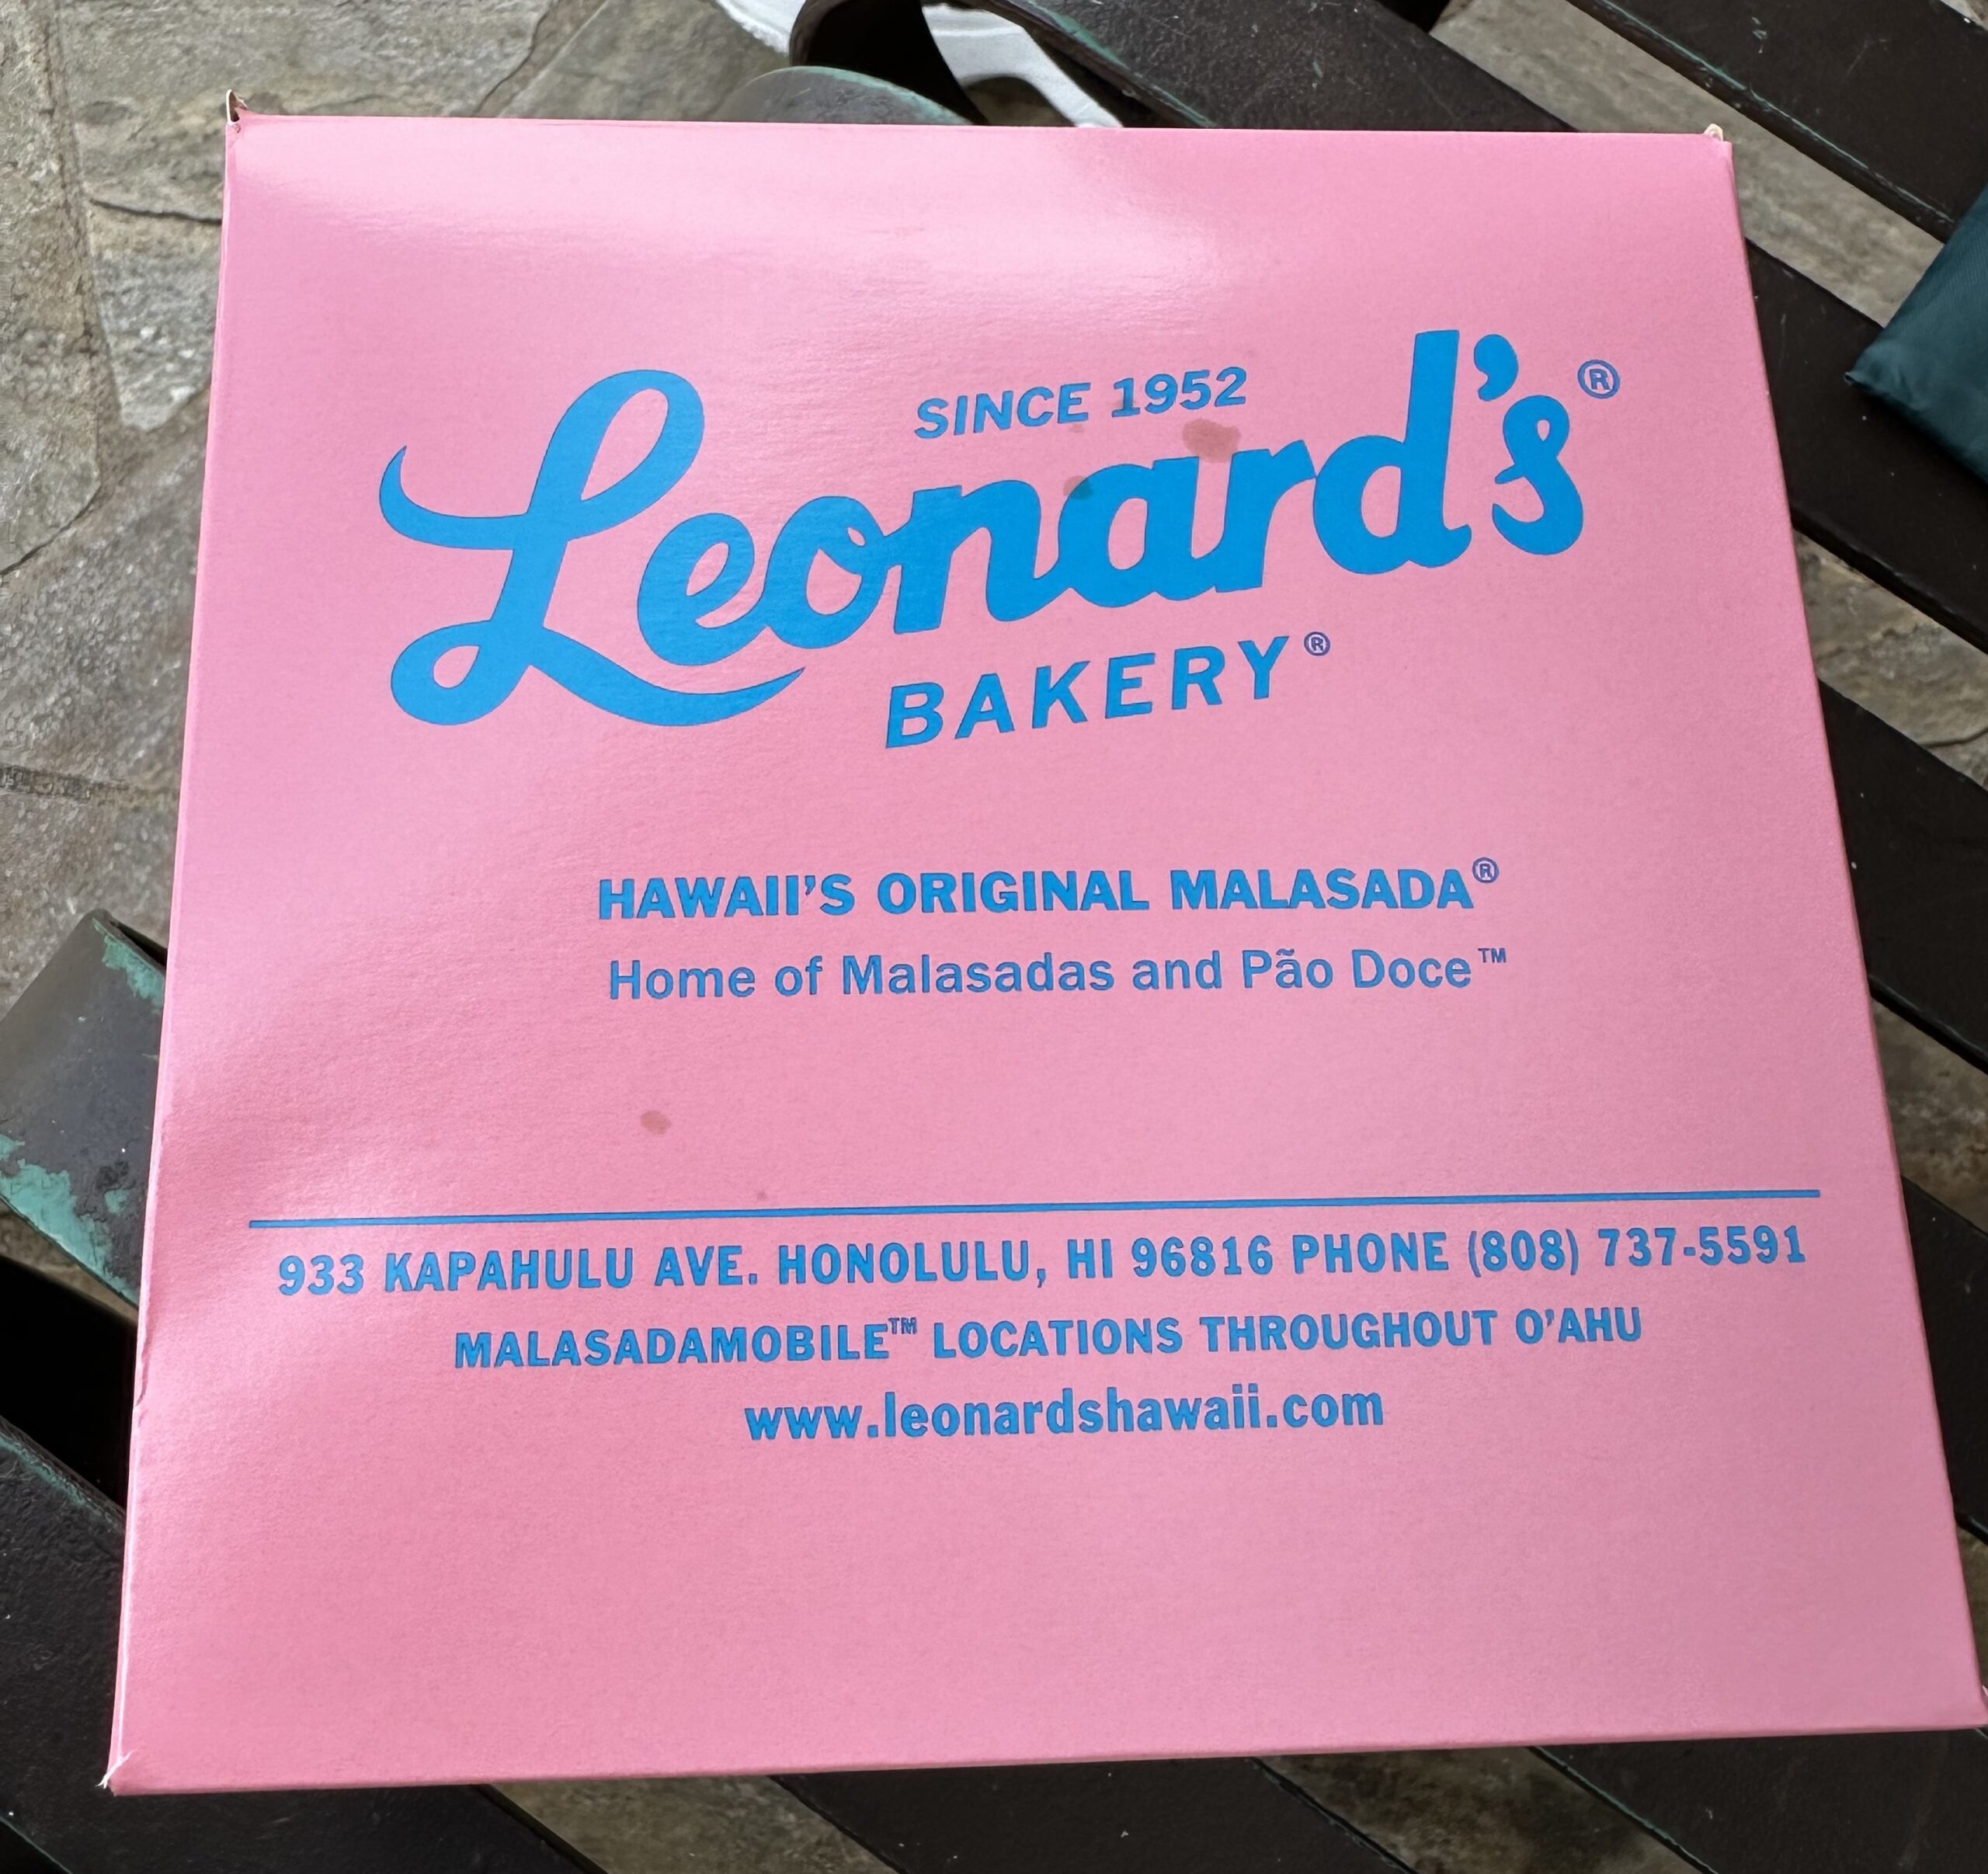 SINCE 1952
Leonard's®
BAKERY®
HAWAII'S ORIGINAL MALASADA®
Home of Malasadas and Pão Doce™
933 KAPAHULU AVE. HONOLULU, HI 96816 PHONE (808) 737-5591
MALASADAMOBILE™ LOCATIONS THROUGHOUT O'AHU
www.leonardshawaii.com